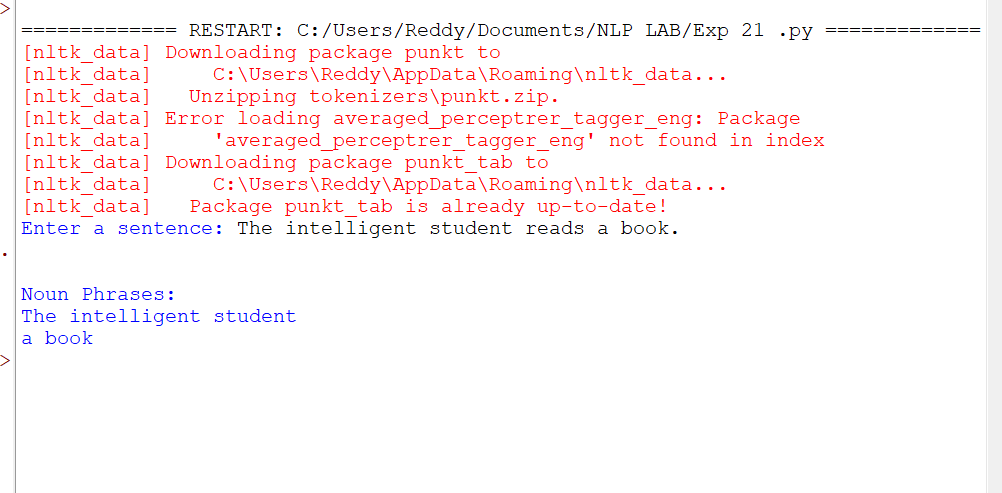 >
============= RESTART: C:/Users/Reddy/Documents/NLP LAB/Exp 21 .py =============
[nltk_data] Downloading package punkt to
[nltk_data]     C:\Users\Reddy\AppData\Roaming\nltk_data...
[nltk_data]   Unzipping tokenizers\punkt.zip.
[nltk_data] Error loading averaged_perceptrer_tagger_eng: Package
[nltk_data]     'averaged_perceptrer_tagger_eng' not found in index
[nltk_data] Downloading package punkt_tab to
[nltk_data]     C:\Users\Reddy\AppData\Roaming\nltk_data...
[nltk_data]   Package punkt_tab is already up-to-date!
Enter a sentence: The intelligent student reads a book.
.
Noun Phrases:
The intelligent student
a book
>